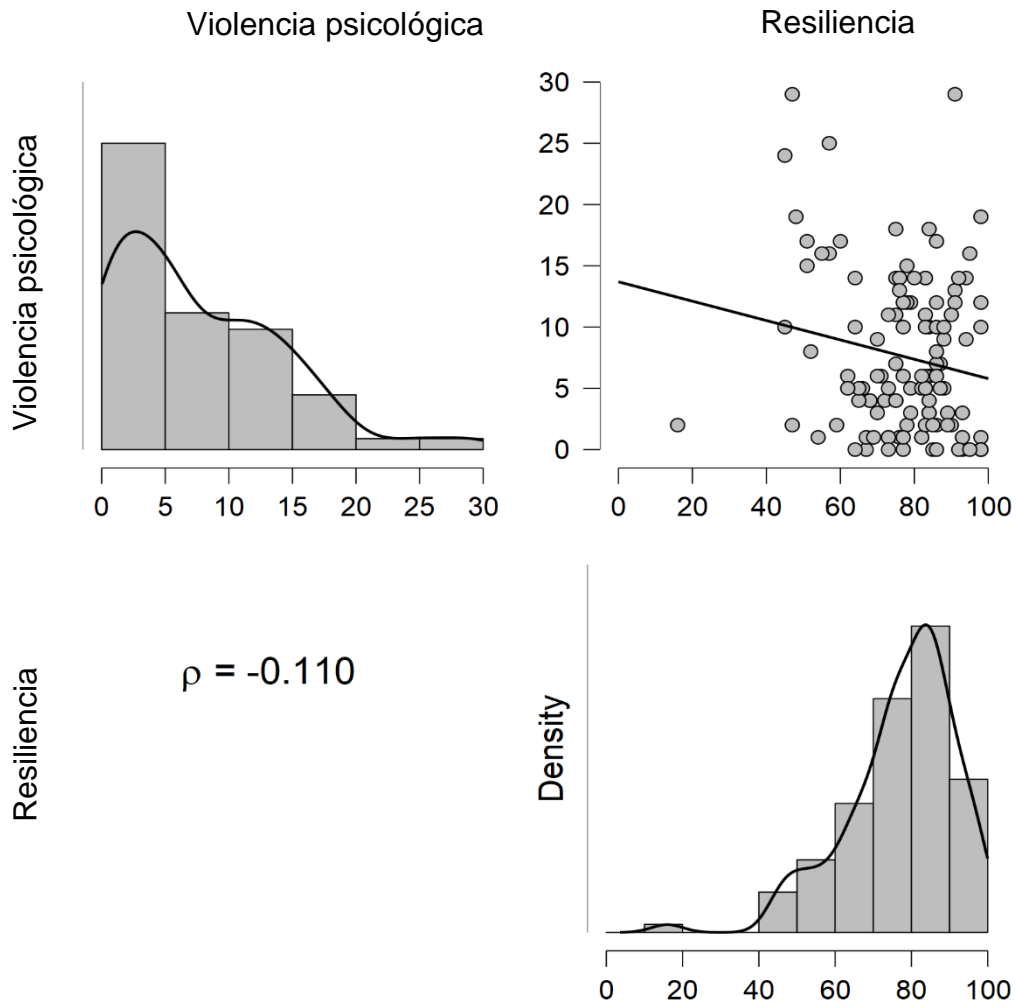 Violencia psicológica
Resiliencia
Violencia psicológica
0 5 10 15 20 25 30
30
25
20
15
10
5
0
0 20 40 60 80 100
Resiliencia
ρ = -0.110
Density
0 20 40 60 80 100